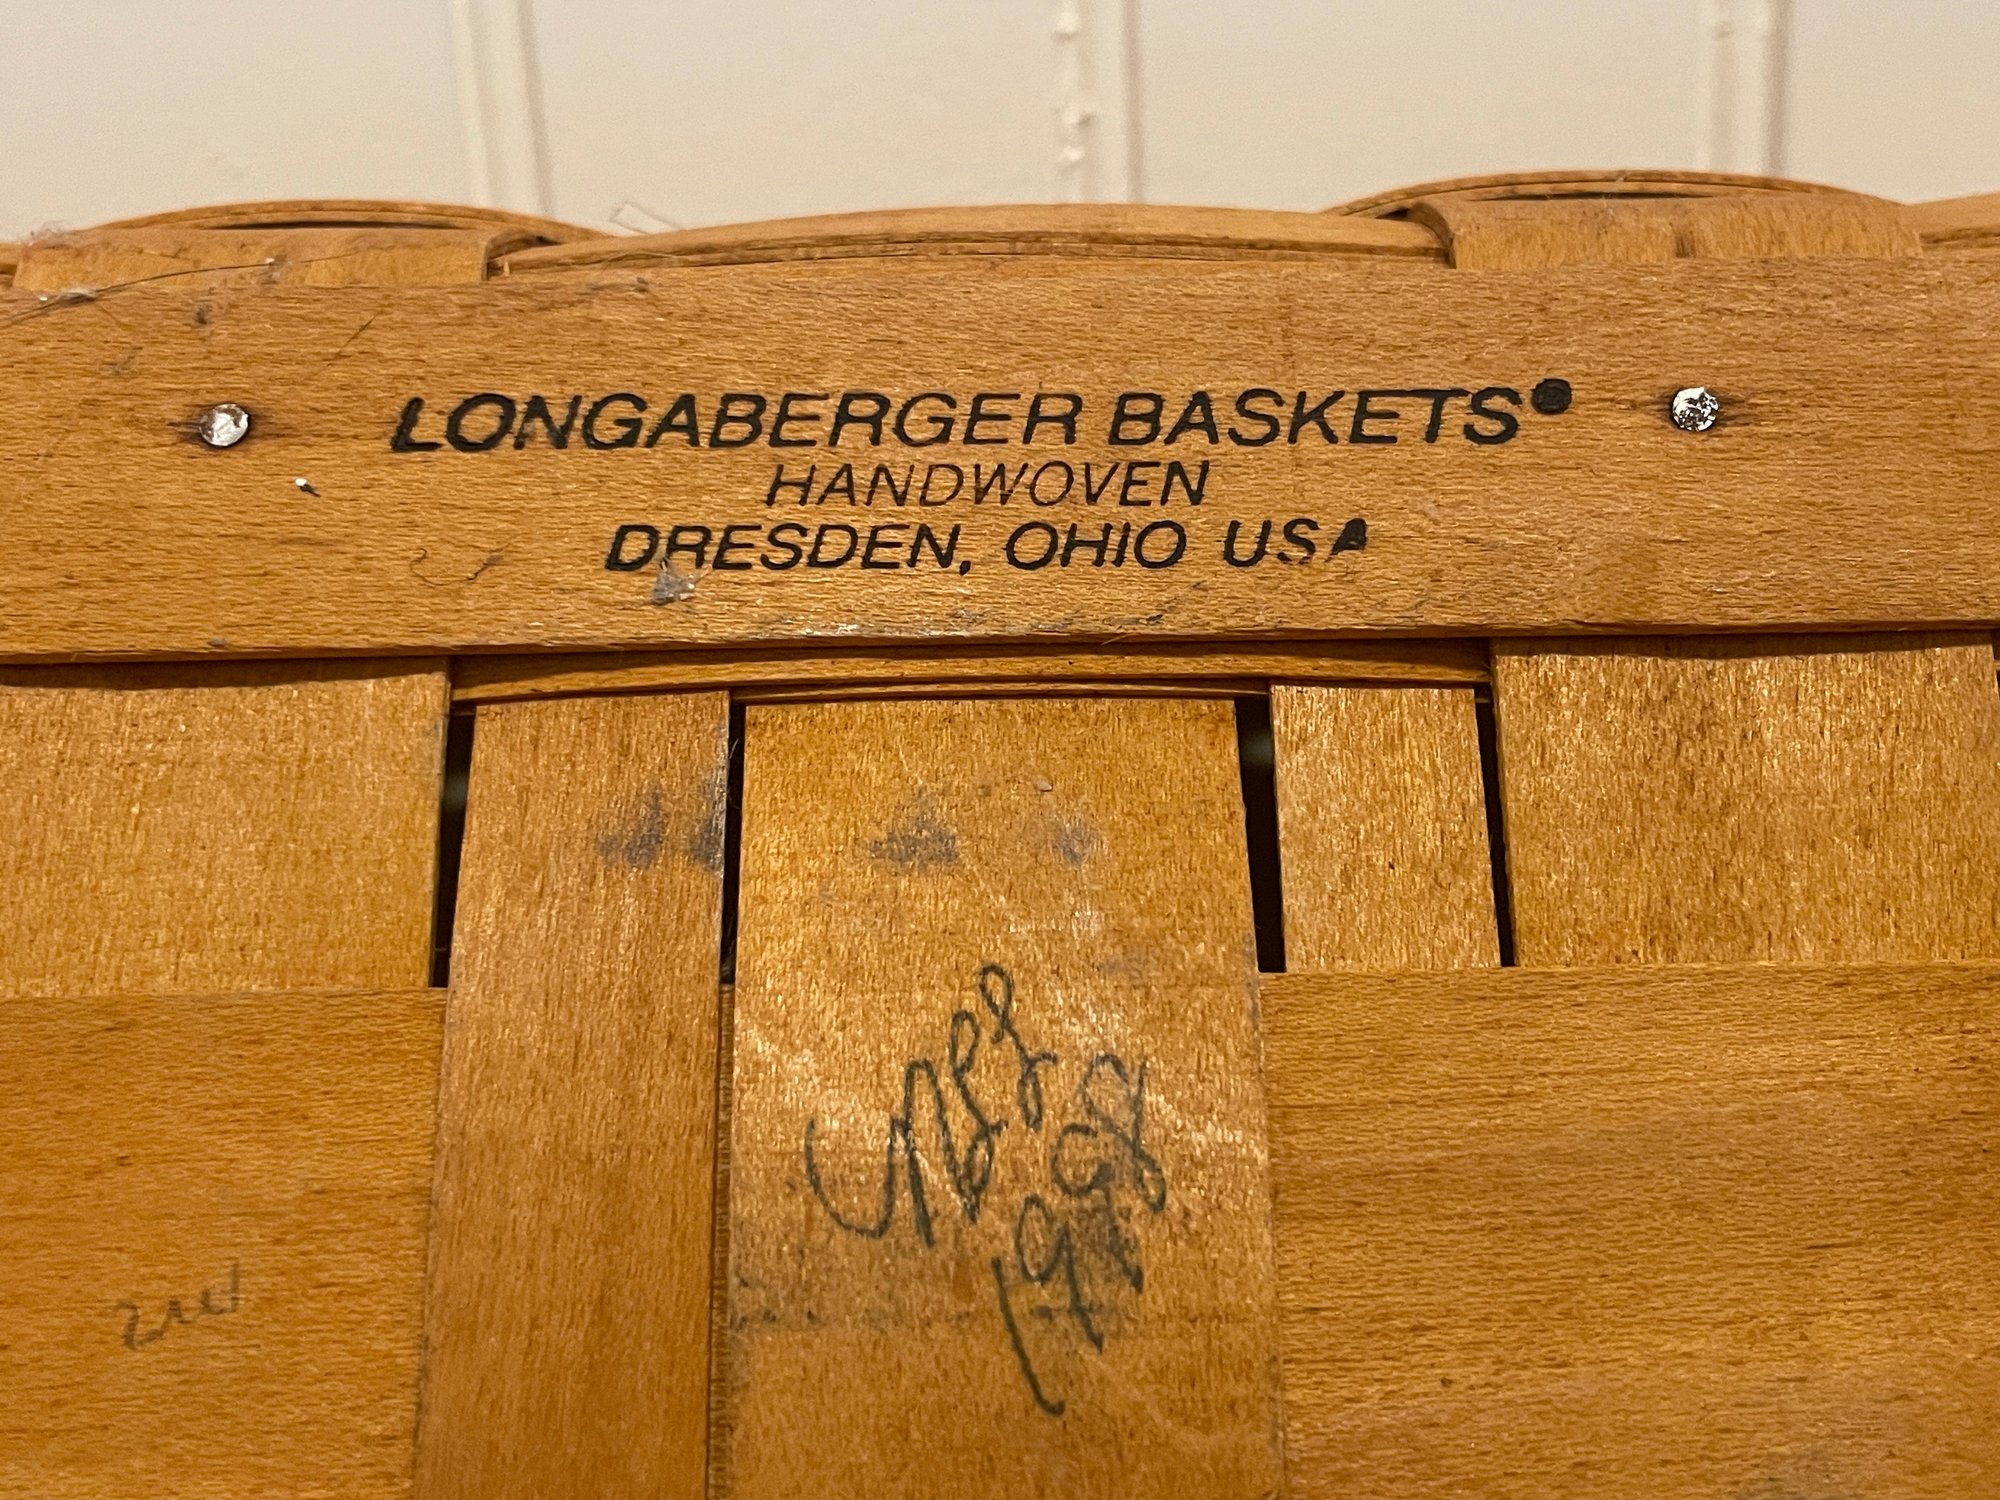 LONGABERGER BASKETS®
HANDWOVEN
DRESDEN, OHIO USA